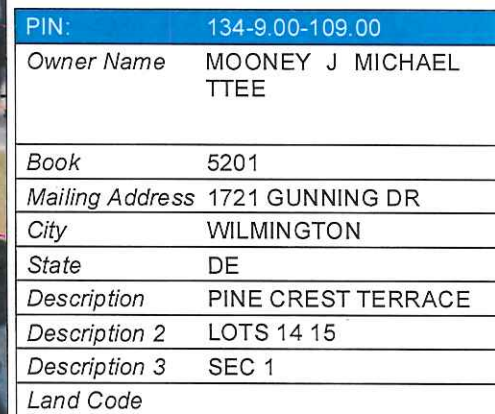 PIN: 134-9.00-109.00
Owner Name MOONEY J MICHAEL
TTEE
Book 5201
Mailing Address 1721 GUNNING DR
City WILMINGTON
State DE
Description PINE CREST TERRACE
Description 2 LOTS 14 15
Description 3 SEC 1
Land Code